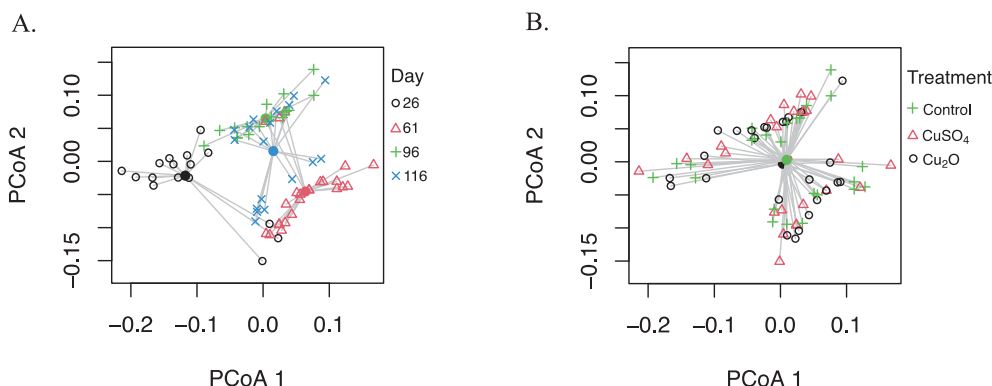 A.
PCoA 2
0.10
0.00
−0.15
−0.2
−0.1
0.0
0.1
PCoA 1
Day
26
61
96
116
B.
PCoA 2
0.10
0.00
−0.15
−0.2
−0.1
0.0
0.1
PCoA 1
Treatment
Control
CuSO₄
Cu₂O